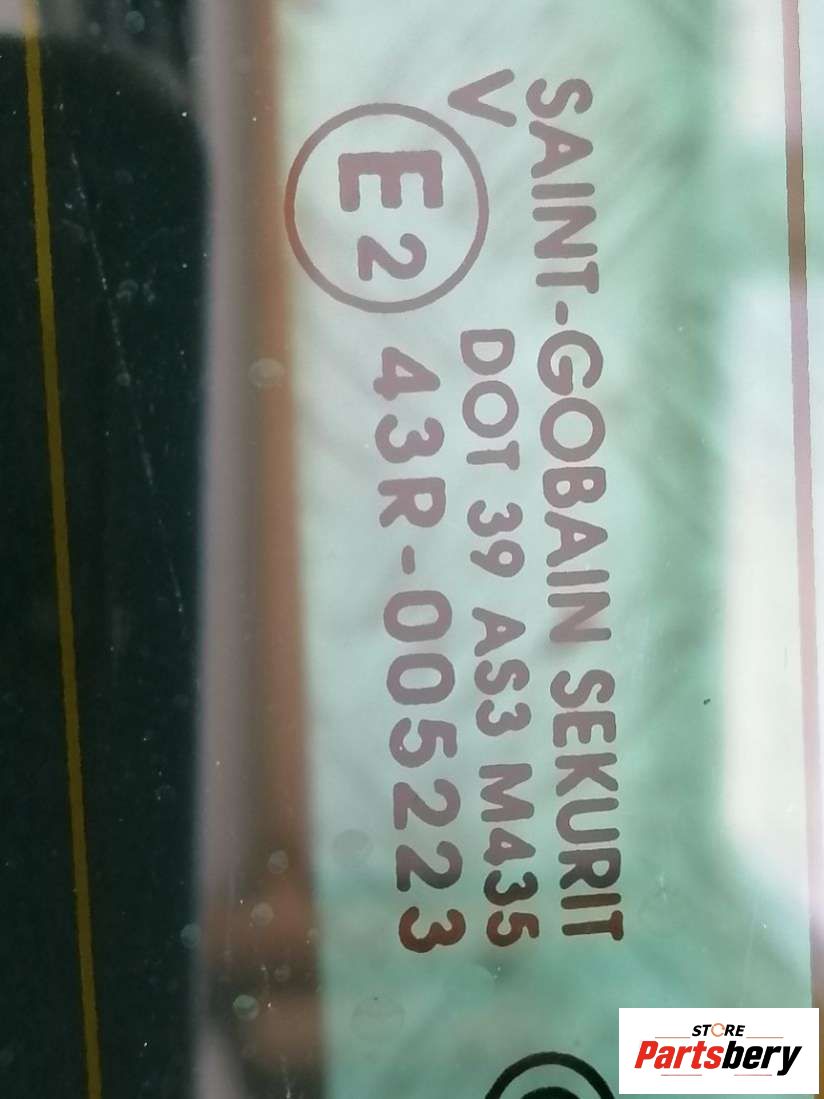 SAINT-GOBAIN SEKURIT
V DOT 39 AS3 M435
E2 43R-005223
STORE
Partsbery